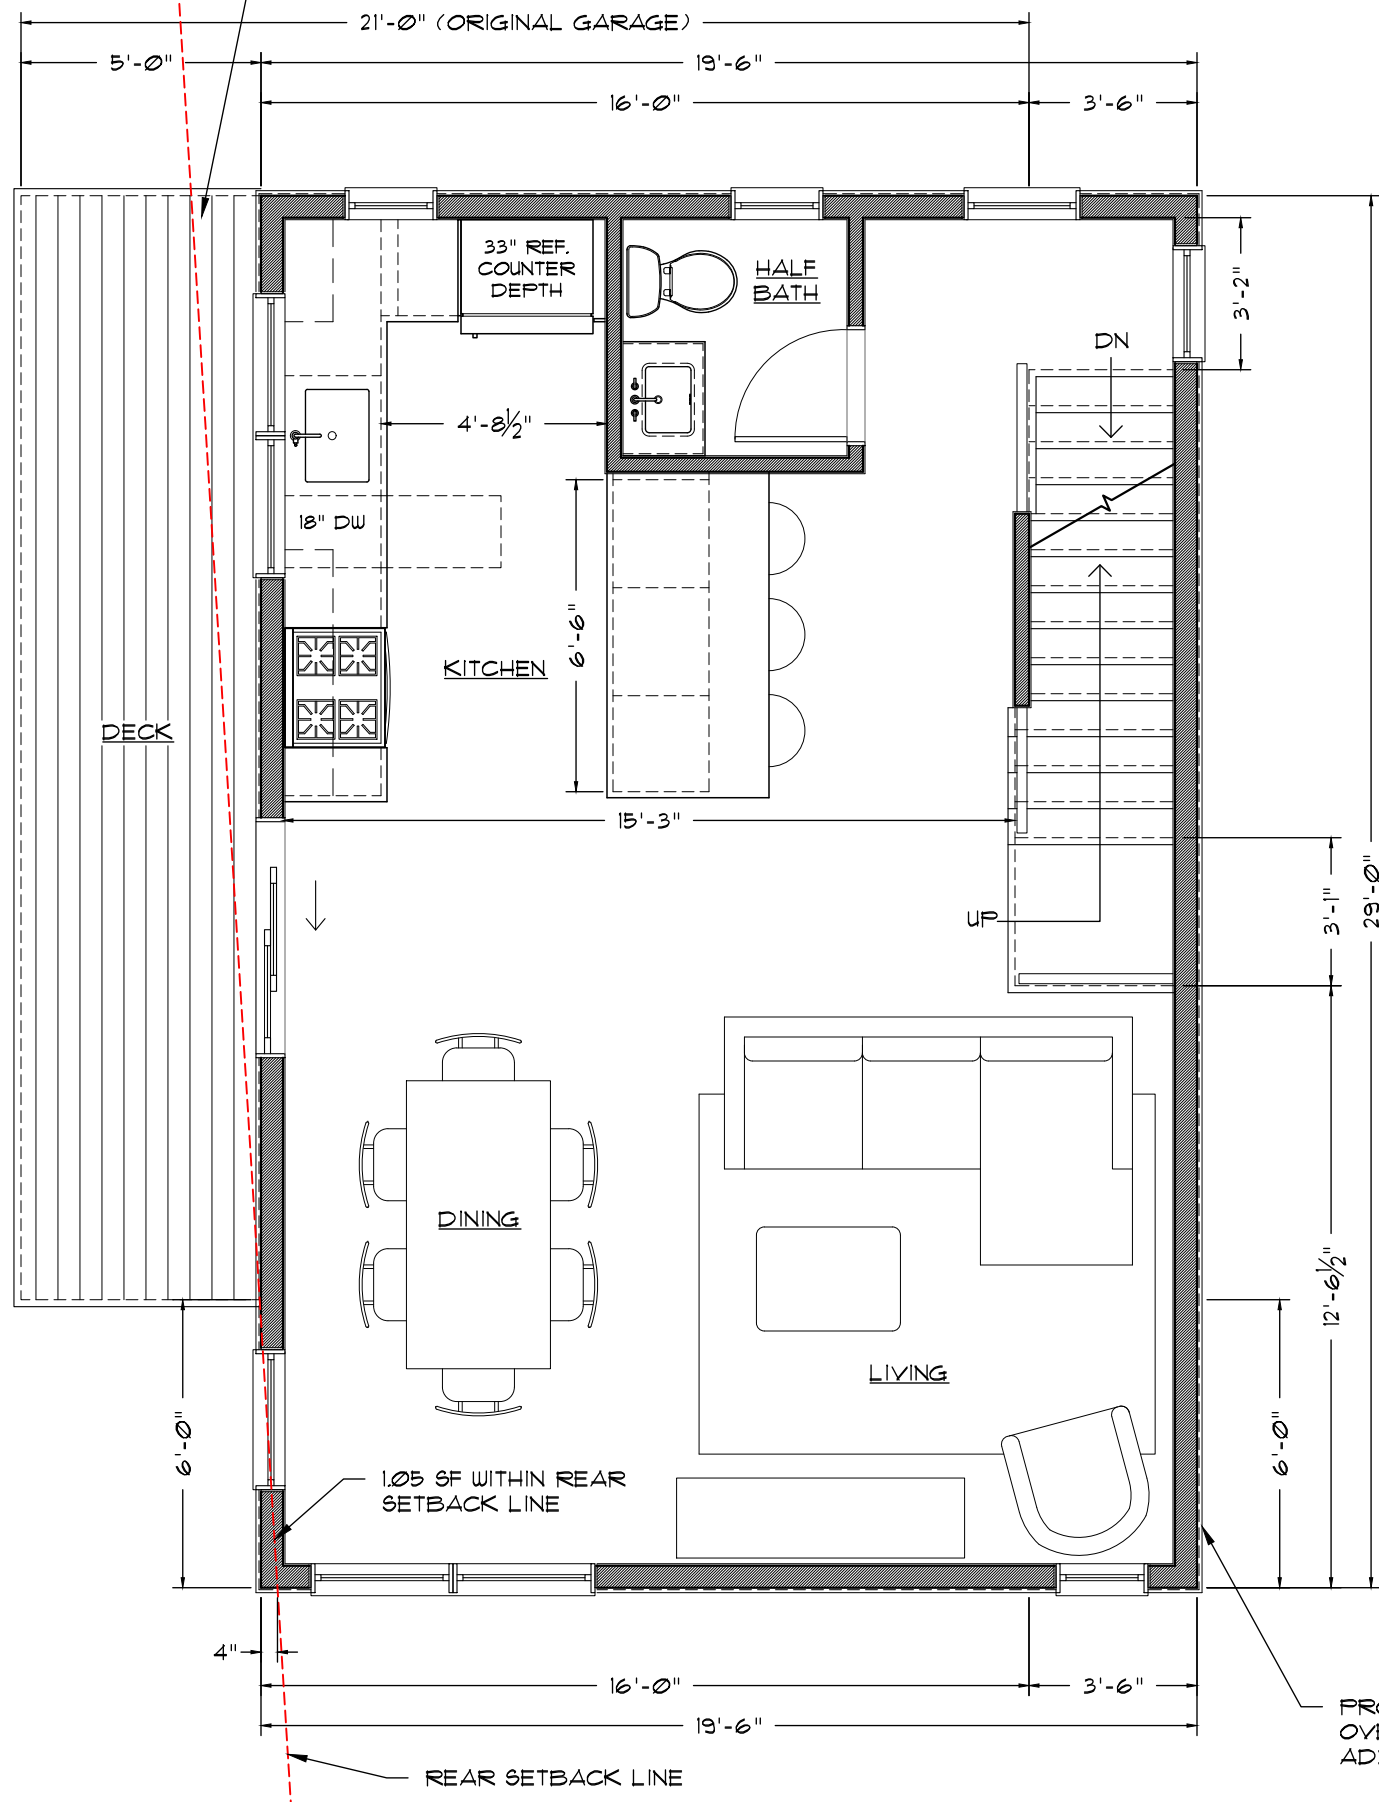 21'-0" (ORIGINAL GARAGE)
5'-0"
19'-6"
16'-0"
3'-6"
33" REF.
COUNTER
DEPTH
HALF
BATH
3'-2"
DN
4'-8½"
18" DW
6'-6"
KITCHEN
DECK
15'-3"
UP
3'-1"
29'-0"
DINING
12'-6½"
LIVING
6'-0"
6'-0"
1.05 SF WITHIN REAR
SETBACK LINE
4"
16'-0"
3'-6"
19'-6"
REAR SETBACK LINE